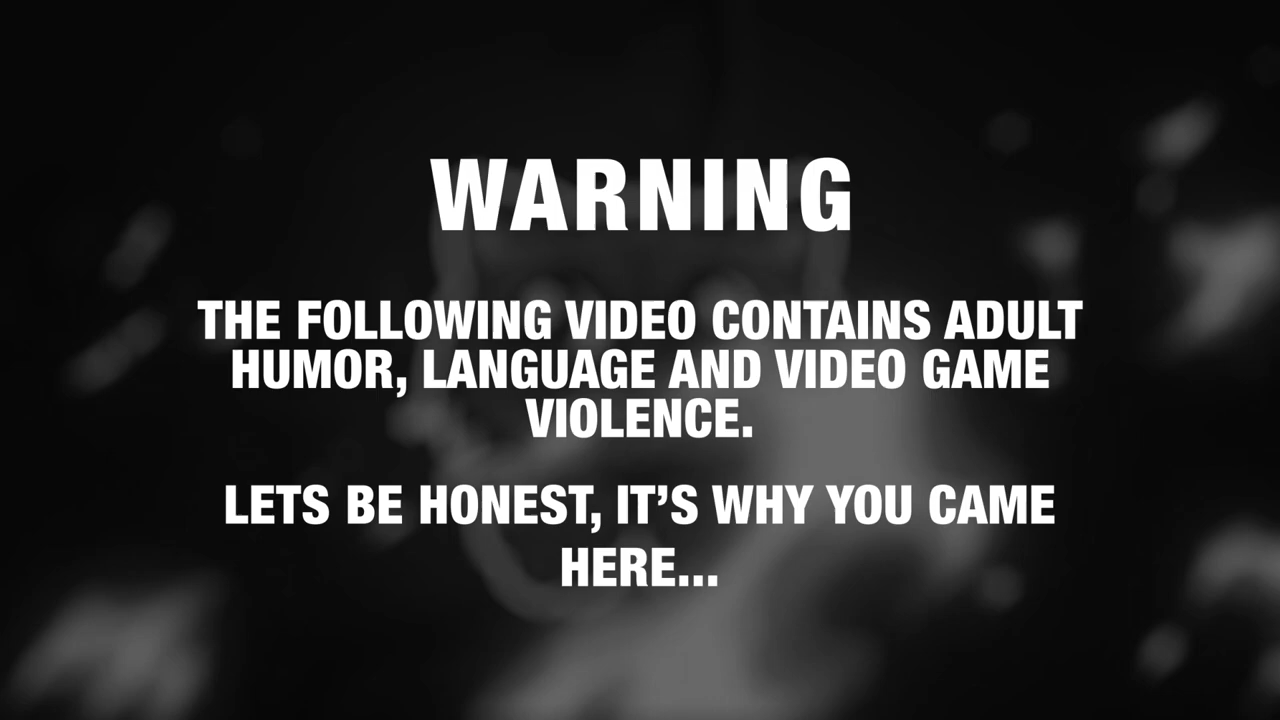 WARNING
THE FOLLOWING VIDEO CONTAINS ADULT
HUMOR, LANGUAGE AND VIDEO GAME
VIOLENCE.
LETS BE HONEST, IT’S WHY YOU CAME
HERE...